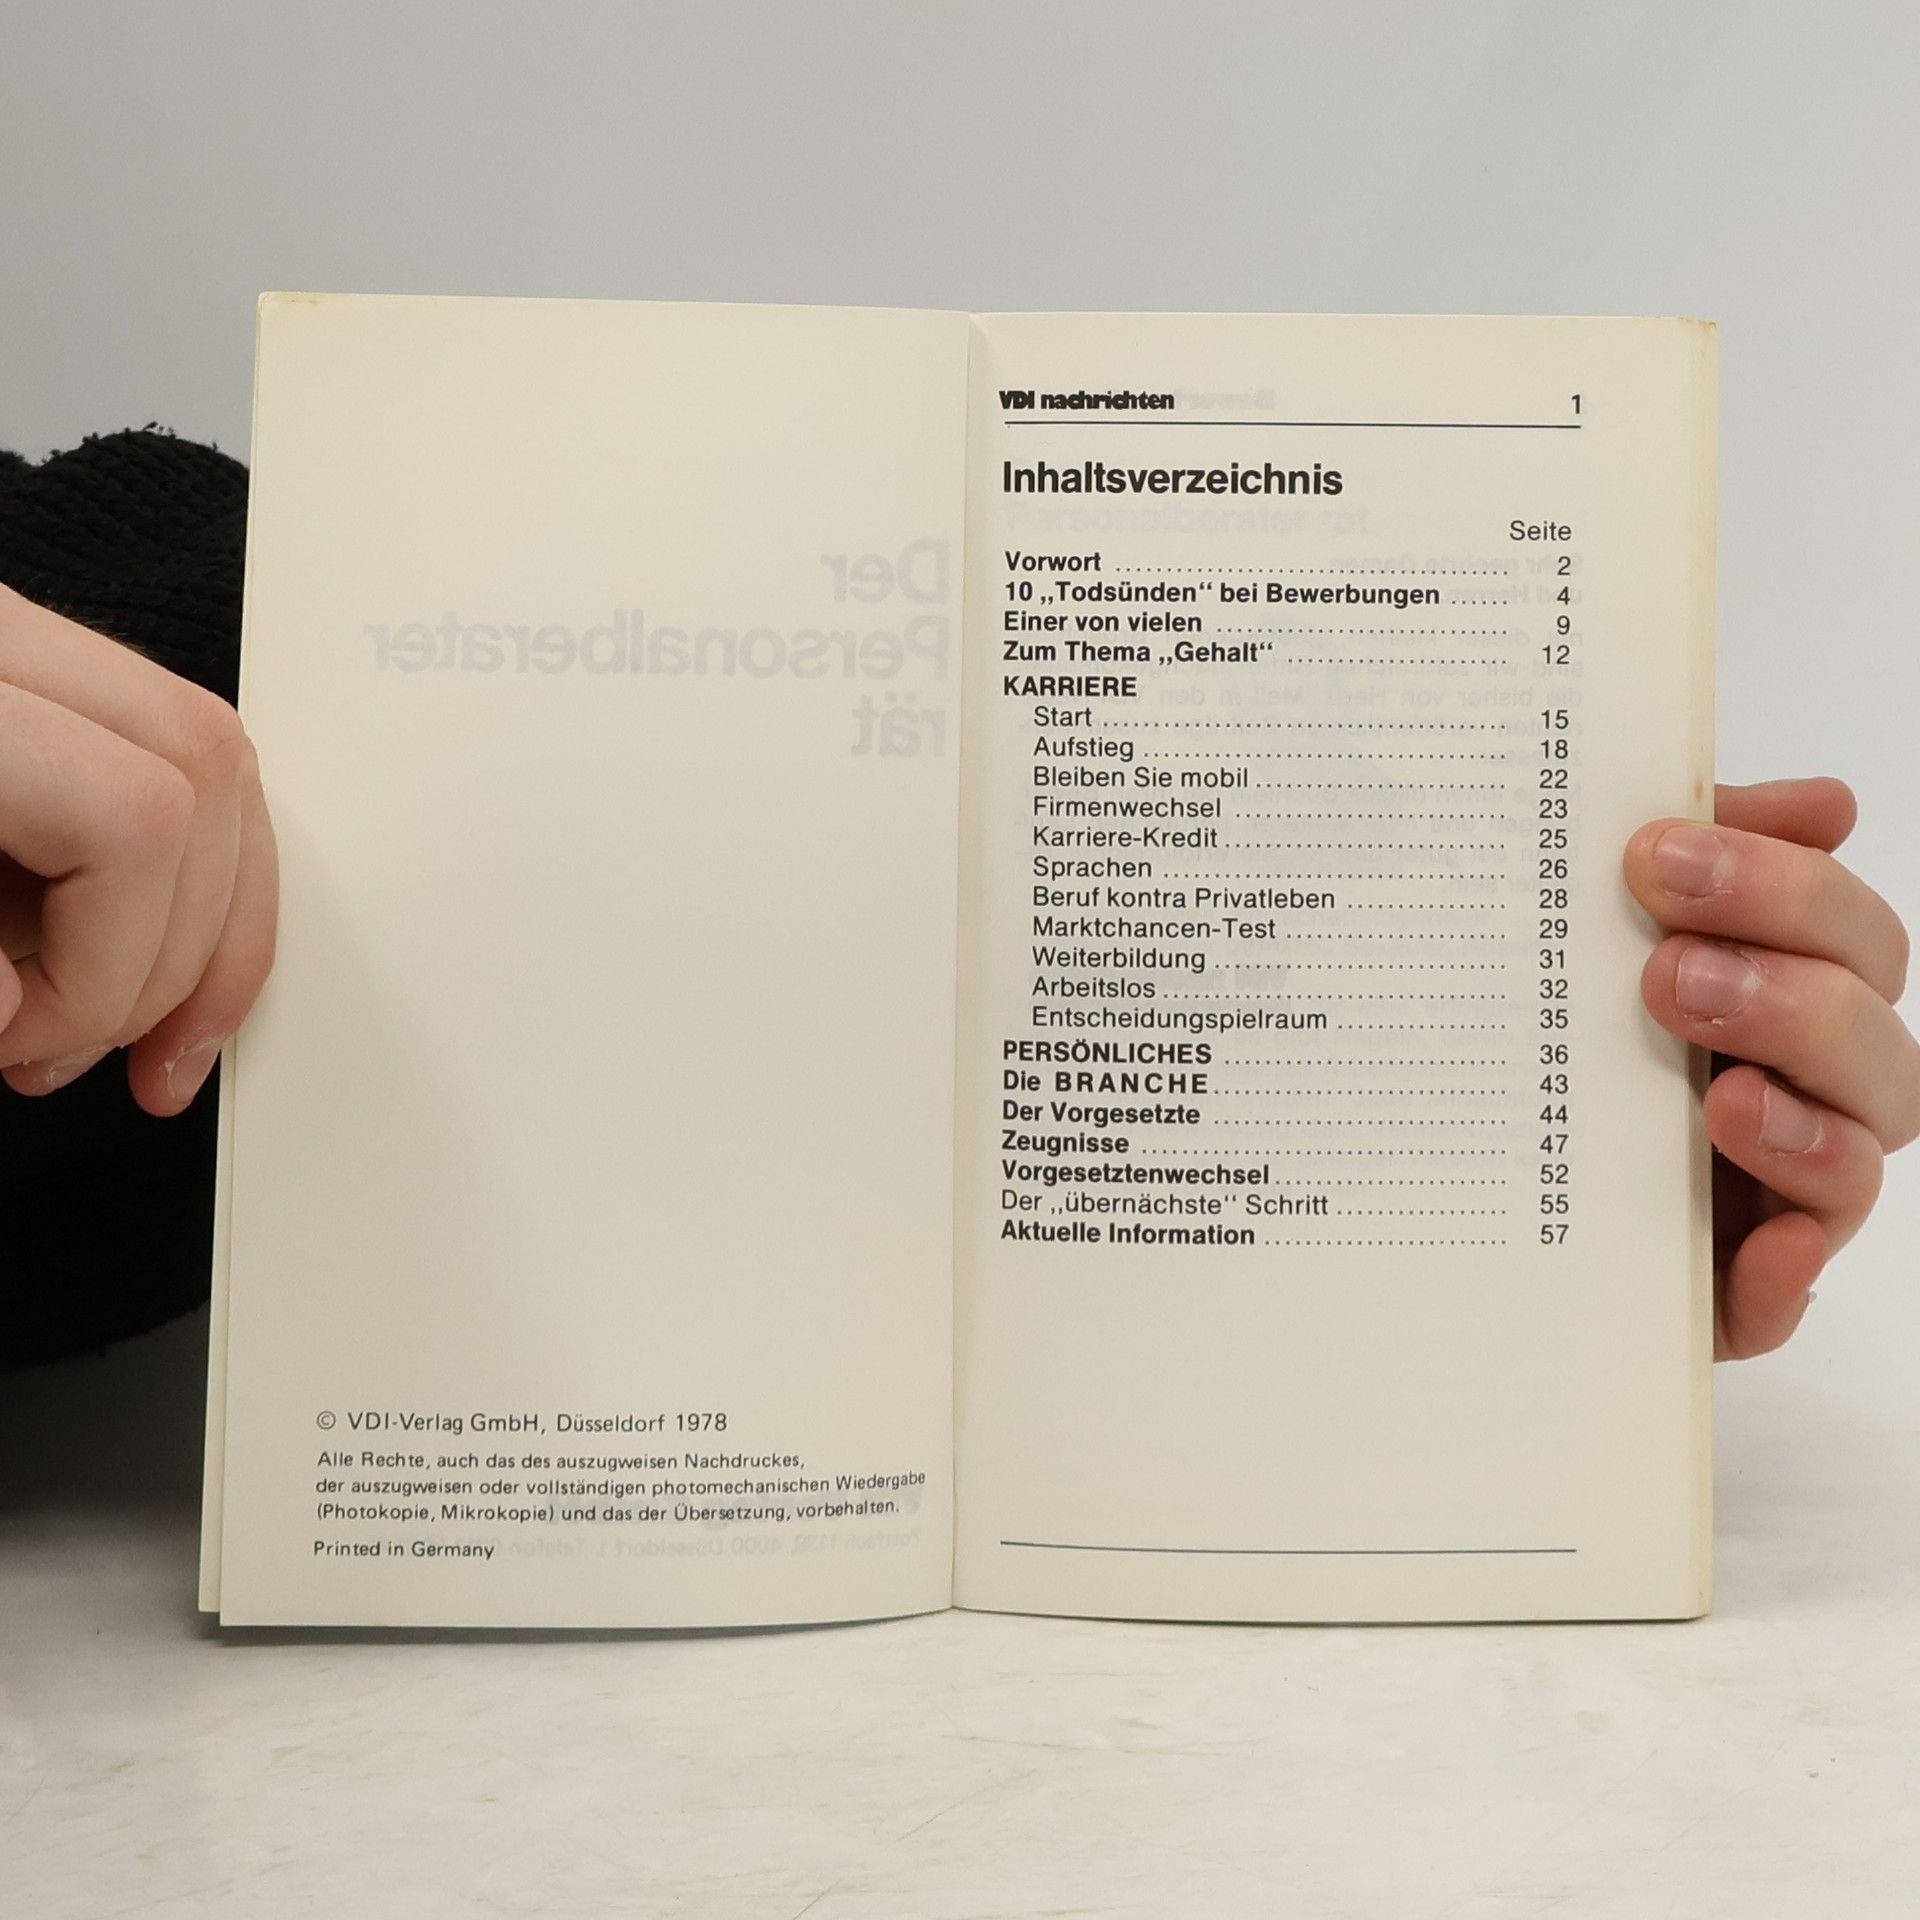 © VDI-Verlag GmbH, Düsseldorf 1978
Alle Rechte, auch das des auszugweisen Nachdruckes,
der auszugweisen oder vollständigen photomechanischen Wiedergabe
(Photokopie, Mikrokopie) und das der Übersetzung, vorbehalten.
Printed in Germany
Der
Personalberater
rät
VDI nachrichten 1
Inhaltsverzeichnis
Seite
Vorwort ........................................ 2
10 „Todsünden“ bei Bewerbungen ...... 4
Einer von vielen .............................. 9
Zum Thema „Gehalt“ ...................... 12
KARRIERE
Start ........................................ 15
Aufstieg .................................... 18
Bleiben Sie mobil ......................... 22
Firmenwechsel ........................... 23
Karriere-Kredit ............................ 25
Sprachen .................................. 26
Beruf kontra Privatleben ................ 28
Marktchancen-Test ...................... 29
Weiterbildung ............................. 31
Arbeitslos .................................. 32
Entscheidungspielraum ................. 35
PERSÖNLICHES ............................ 36
Die BRANCHE ............................. 43
Der Vorgesetzte ............................. 44
Zeugnisse .................................... 47
Vorgesetztenwechsel ....................... 52
Der „übernächste“ Schritt ................. 55
Aktuelle Information ........................ 57